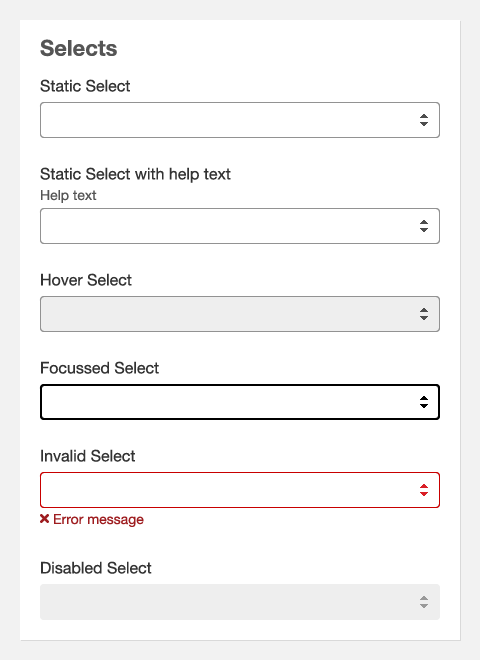 Selects
Static Select
Static Select with help text
Help text
Hover Select
Focussed Select
Invalid Select
Error message
Disabled Select